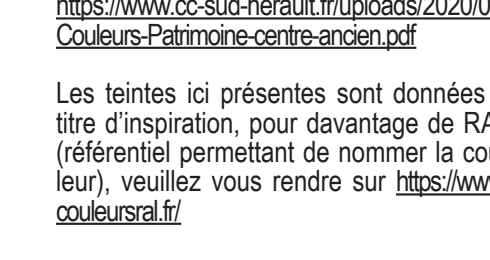 https://www.cc-sud-herault.fr/uploads/2020/0
Couleurs-Patrimoine-centre-ancien.pdf
Les teintes ici présentes sont données
titre d’inspiration, pour davantage de RA
(référentiel permettant de nommer la cou
leur), veuillez vous rendre sur https://www
couleursral.fr/